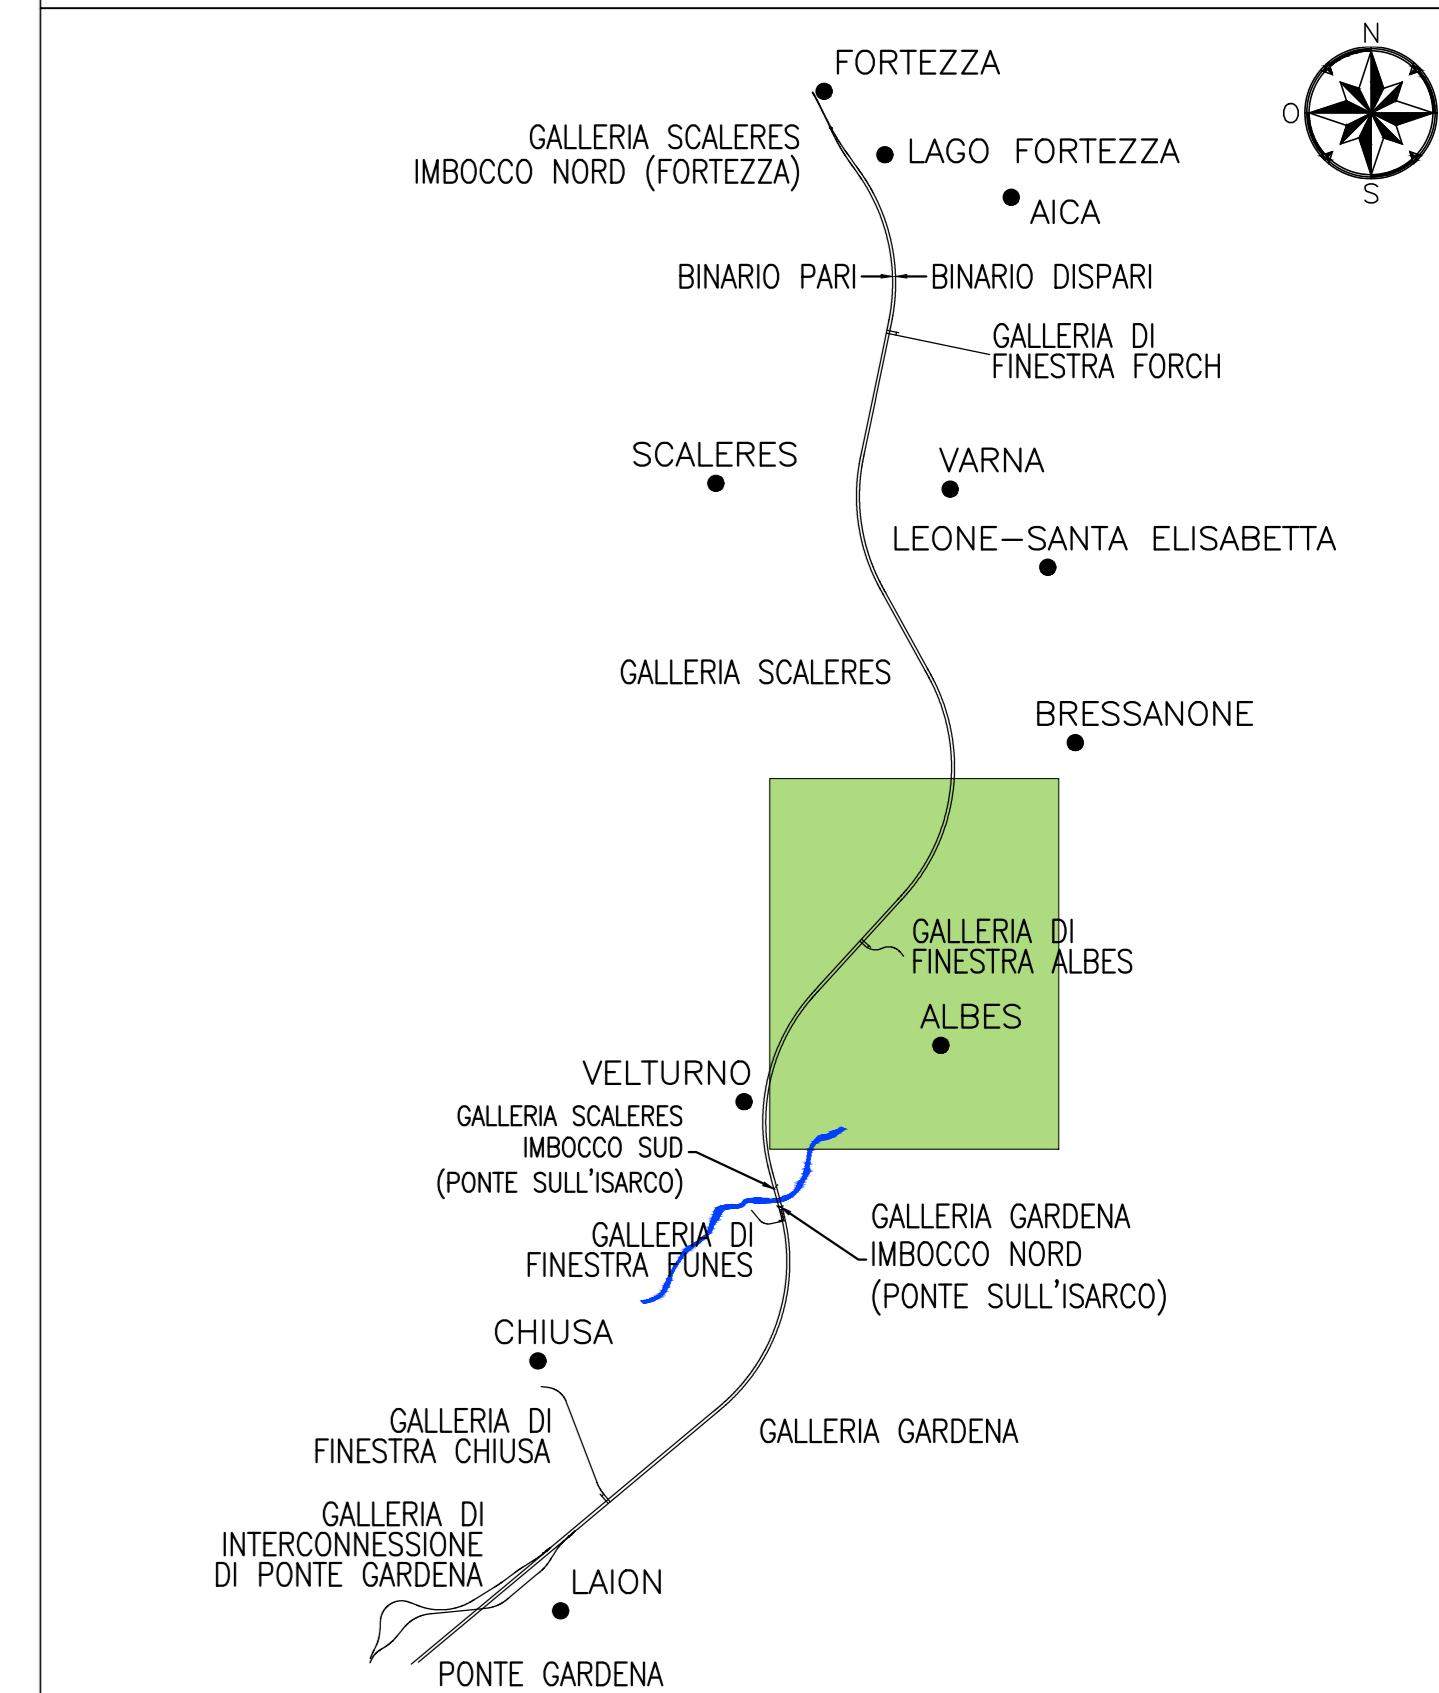 N
FORTEZZA
O
GALLERIA SCALERES
IMBOCCO NORD (FORTEZZA)
LAGO FORTEZZA
S
AICA
BINARIO PARI
BINARIO DISPARI
GALLERIA DI
FINESTRA FORCH
SCALERES
VARNA
LEONE-SANTA ELISABETTA
GALLERIA SCALERES
BRESSANONE
GALLERIA DI
FINESTRA ALBES
ALBES
VELTURNO
GALLERIA SCALERES
IMBOCCO SUD
(PONTE SULL'ISARCO)
GALLERIA GARDENA
IMBOCCO NORD
(PONTE SULL'ISARCO)
GALLERIA DI
FINESTRA FUNES
CHIUSA
GALLERIA DI
FINESTRA CHIUSA
GALLERIA GARDENA
GALLERIA DI
INTERCONNESSIONE
DI PONTE GARDENA
LAION
PONTE GARDENA